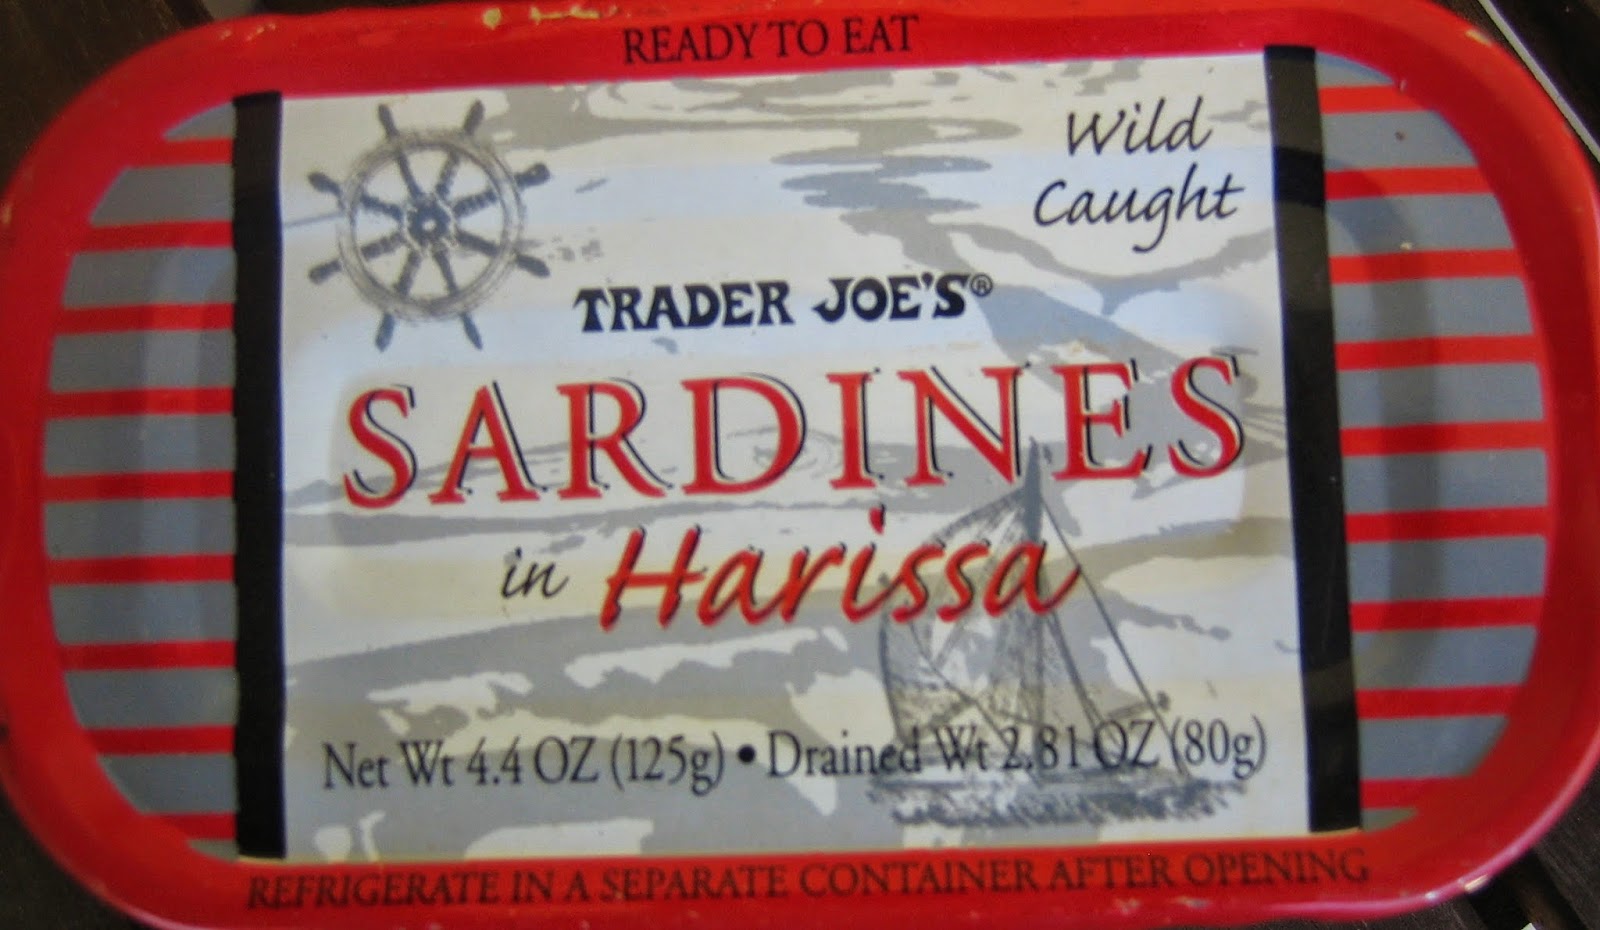 READY TO EAT
Wild
Caught
TRADER JOE'S®
SARDINES
in Harissa
Net Wt 4.4 OZ (125g) • Drained Wt 2.81 OZ (80g)
REFRIGERATE IN A SEPARATE CONTAINER AFTER OPENING